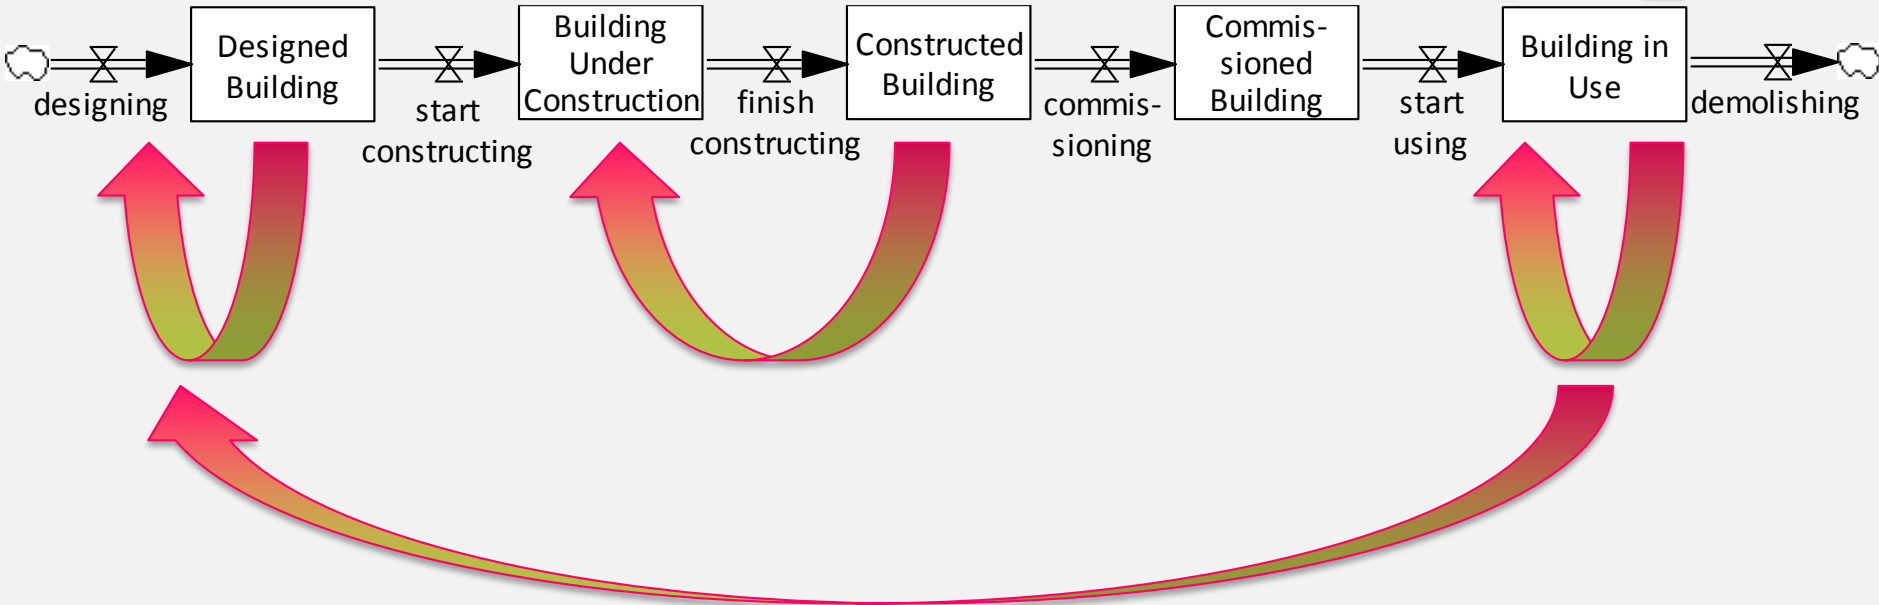 designing
Designed
Building
start
constructing
Building
Under
Construction
finish
constructing
Constructed
Building
commis-
sioning
Commis-
sioned
Building
start
using
Building in
Use
demolishing